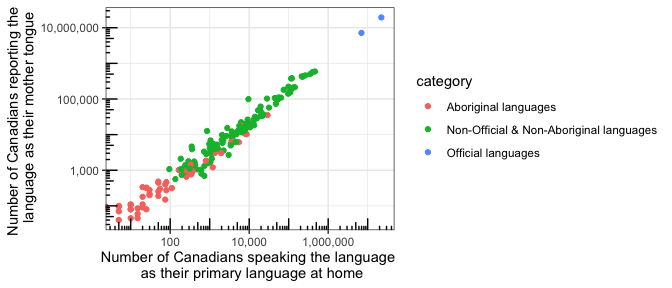 Number of Canadians reporting the
language as their mother tongue
10,000,000
100,000
1,000
100
10,000
1,000,000
Number of Canadians speaking the language
as their primary language at home
category
Aboriginal languages
Non-Official & Non-Aboriginal languages
Official languages